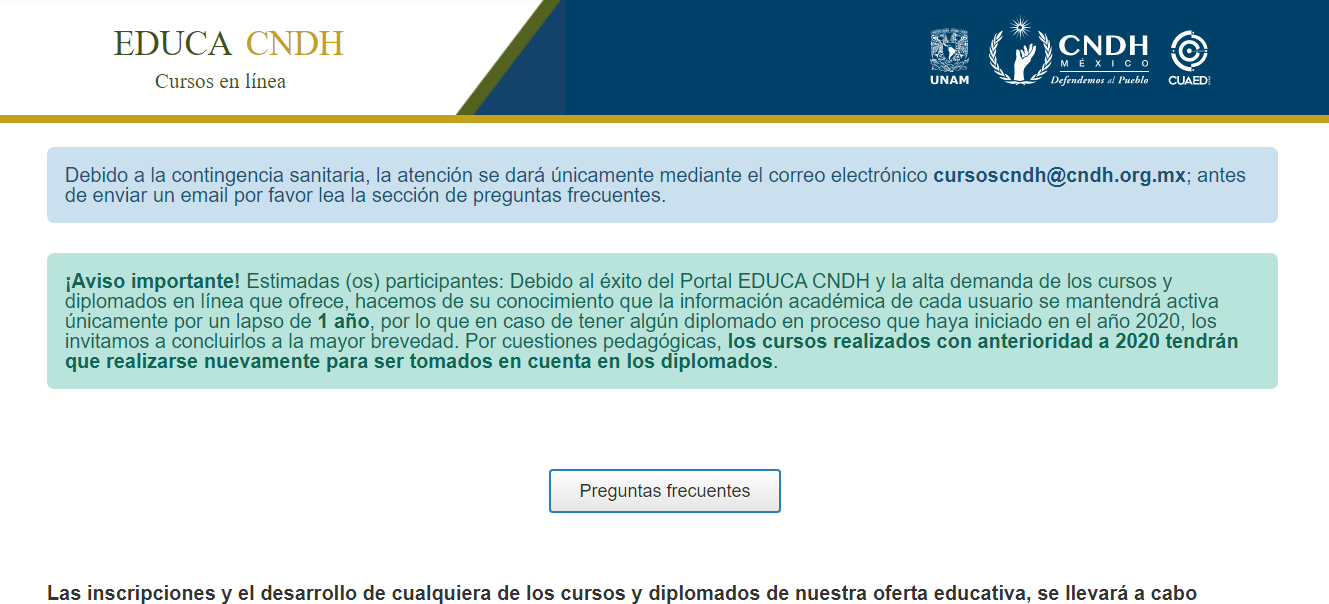 EDUCA CNDH
Cursos en línea
UNAM
CNDH
MÉXICO
Defendemos al Pueblo
CUAED
Debido a la contingencia sanitaria, la atención se dará únicamente mediante el correo electrónico cursoscndh@cndh.org.mx; antes
de enviar un email por favor lea la sección de preguntas frecuentes.
¡Aviso importante! Estimadas (os) participantes: Debido al éxito del Portal EDUCA CNDH y la alta demanda de los cursos y
diplomados en línea que ofrece, hacemos de su conocimiento que la información académica de cada usuario se mantendrá activa
únicamente por un lapso de 1 año, por lo que en caso de tener algún diplomado en proceso que haya iniciado en el año 2020, los
invitamos a concluirlos a la mayor brevedad. Por cuestiones pedagógicas, los cursos realizados con anterioridad a 2020 tendrán
que realizarse nuevamente para ser tomados en cuenta en los diplomados.
Preguntas frecuentes
Las inscripciones y el desarrollo de cualquiera de los cursos y diplomados de nuestra oferta educativa, se llevará a cabo